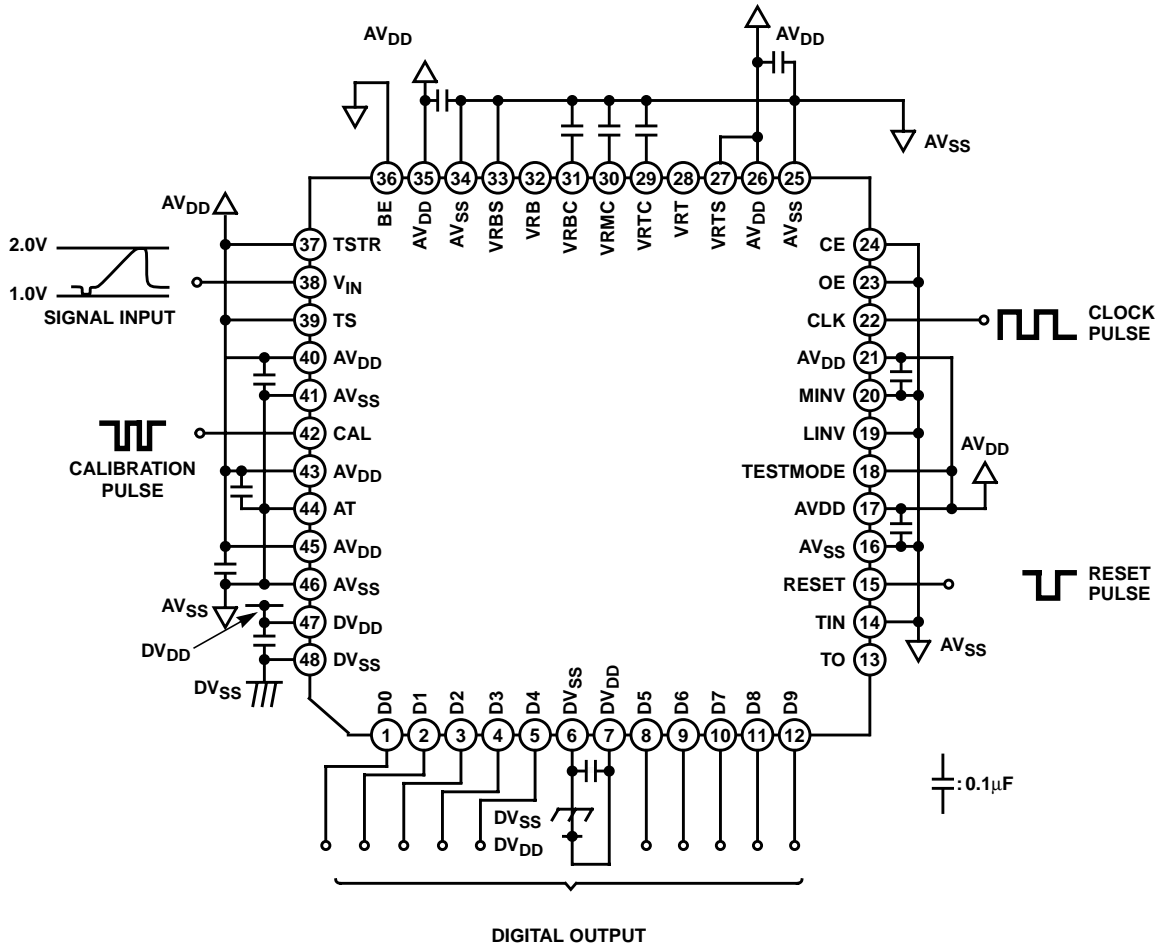 AVDD
AVDD
AVSS
36 35 34 33 32 31 30 29 28 27 26 25
BE AVDD AVSS VRBS VRB VRBC VRMC VRTC VRT VRTS AVDD AVSS
AVDD
2.0V
1.0V
SIGNAL INPUT
CALIBRATION
PULSE
AVSS
DVDD
DVSS
37 TSTR
38 VIN
39 TS
40 AVDD
41 AVSS
42 CAL
43 AVDD
44 AT
45 AVDD
46 AVSS
47 DVDD
48 DVSS
CE 24
OE 23
CLK 22
AVDD 21
MINV 20
LINV 19
TESTMODE 18
AVDD 17
AVSS 16
RESET 15
TIN 14
TO 13
CLOCK
PULSE
AVDD
RESET
PULSE
AVSS
D0 D1 D2 D3 D4 DVSS DVDD D5 D6 D7 D8 D9
1 2 3 4 5 6 7 8 9 10 11 12
DVSS
DVDD
: 0.1μF
DIGITAL OUTPUT